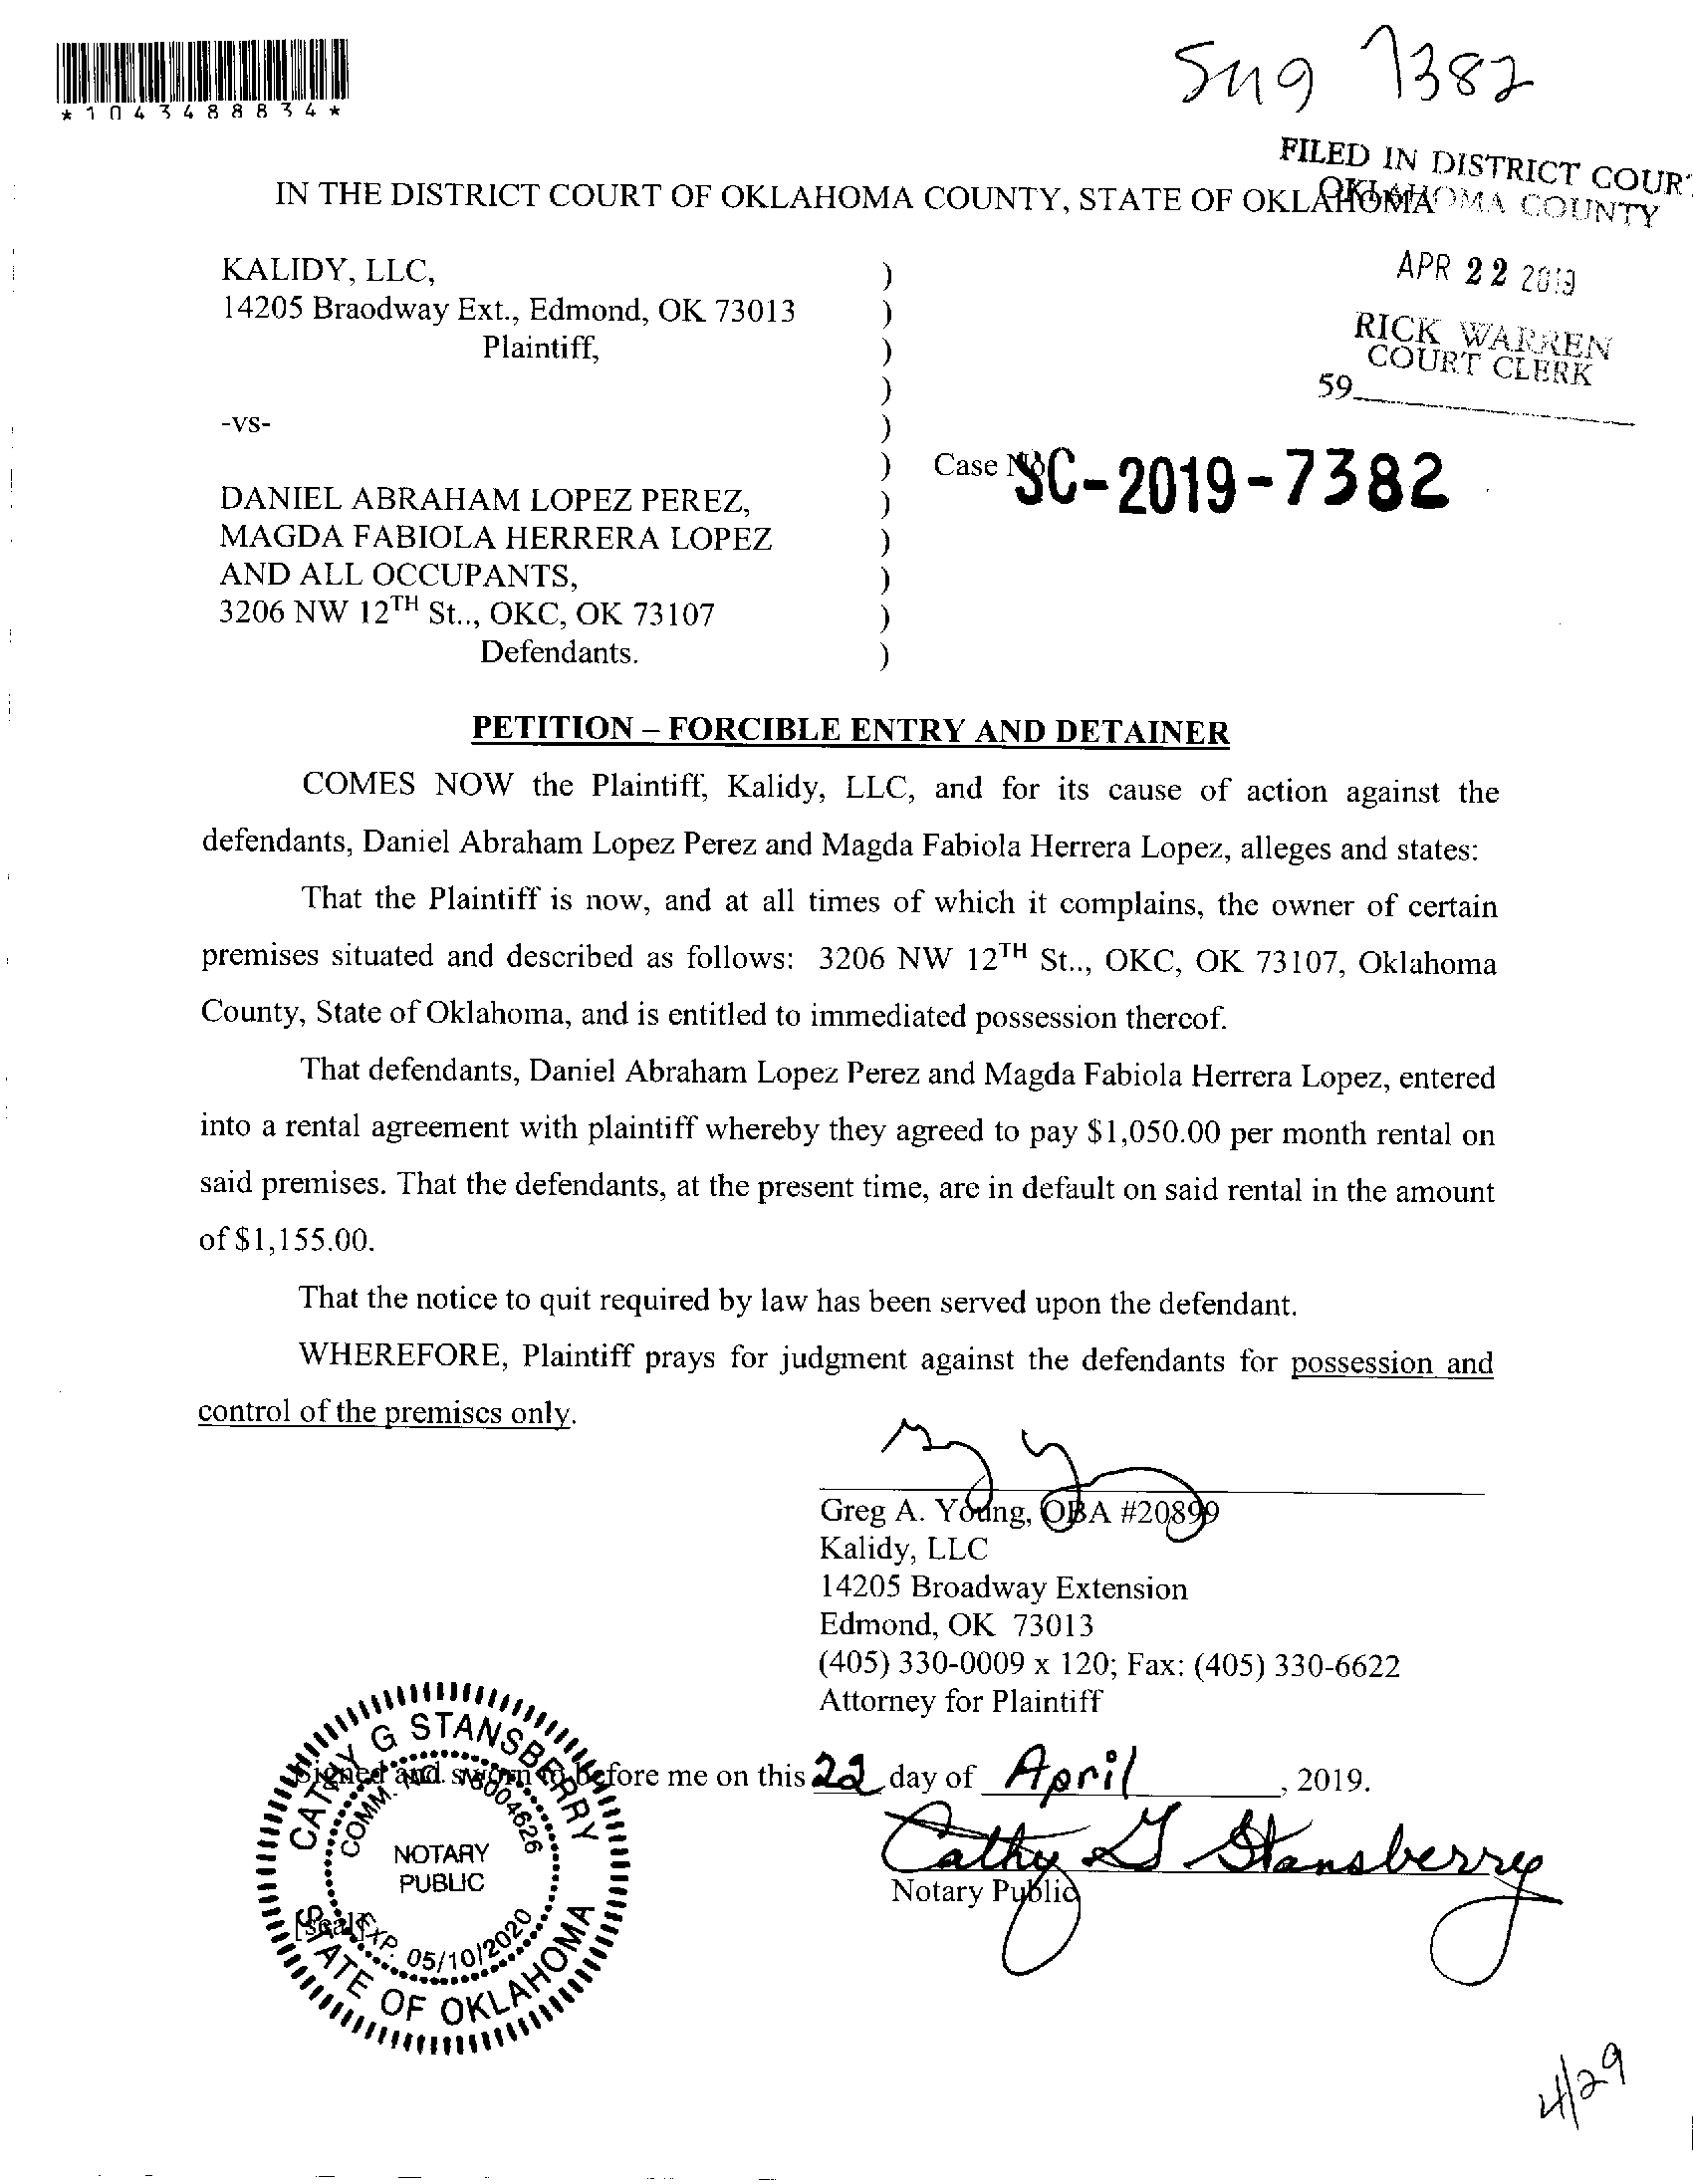 *1043488834*
7382
FILED IN DISTRICT COUR
OKLAHOMA COUNTY
IN THE DISTRICT COURT OF OKLAHOMA COUNTY, STATE OF OKLAHOMA
APR 22 2019
RICK WARREN
COURT CLERK
59
KALIDY, LLC, )
14205 Braodway Ext., Edmond, OK 73013 )
Plaintiff, )
)
-vs- )
) Case No. SC-2019-7382
DANIEL ABRAHAM LOPEZ PEREZ, )
MAGDA FABIOLA HERRERA LOPEZ )
AND ALL OCCUPANTS, )
3206 NW 12TH St.., OKC, OK 73107 )
Defendants. )
PETITION – FORCIBLE ENTRY AND DETAINER
COMES NOW the Plaintiff, Kalidy, LLC, and for its cause of action against the
defendants, Daniel Abraham Lopez Perez and Magda Fabiola Herrera Lopez, alleges and states:
That the Plaintiff is now, and at all times of which it complains, the owner of certain
premises situated and described as follows: 3206 NW 12TH St.., OKC, OK 73107, Oklahoma
County, State of Oklahoma, and is entitled to immediated possession thereof.
That defendants, Daniel Abraham Lopez Perez and Magda Fabiola Herrera Lopez, entered
into a rental agreement with plaintiff whereby they agreed to pay $1,050.00 per month rental on
said premises. That the defendants, at the present time, are in default on said rental in the amount
of $1,155.00.
That the notice to quit required by law has been served upon the defendant.
WHEREFORE, Plaintiff prays for judgment against the defendants for possession and
control of the premises only.
Greg A. Young, OBA #20899
Kalidy, LLC
14205 Broadway Extension
Edmond, OK 73013
(405) 330-0009 x 120; Fax: (405) 330-6622
Attorney for Plaintiff
Signed and sworn to before me on this 22 day of April, 2019.
Cathy G Stansberry
Notary Public
[seal]
CATHY G STANSBERRY
COMM. NO. 16004626
NOTARY
PUBLIC
EXP. 05/10/2020
STATE OF OKLAHOMA
4/29